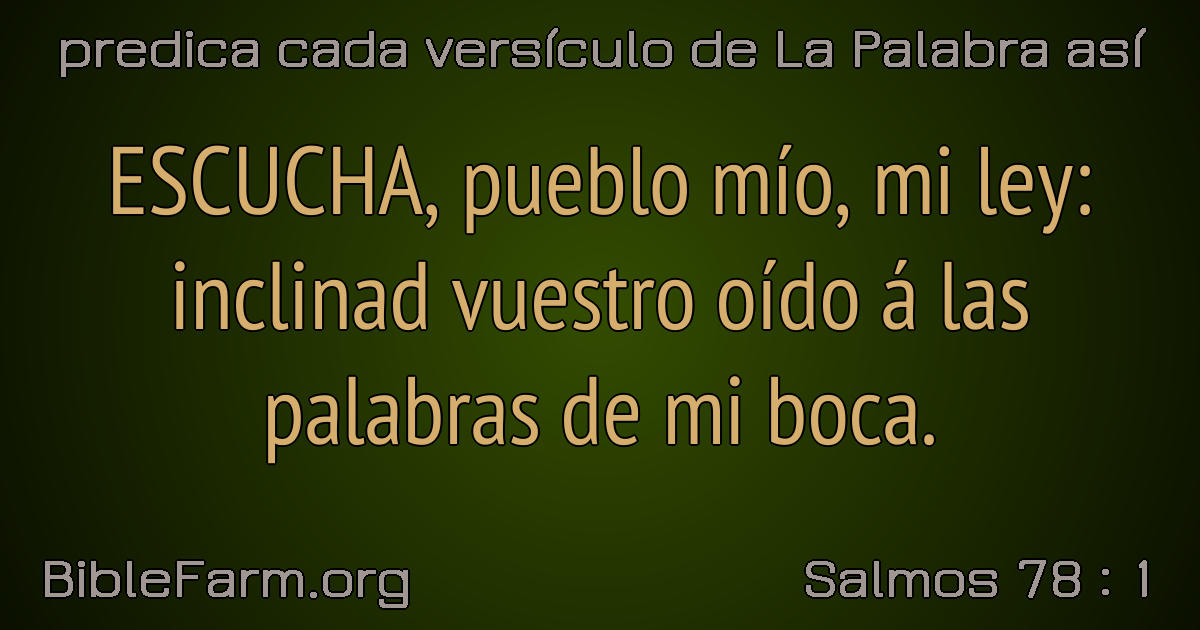 predica cada versículo de La Palabra así
ESCUCHA, pueblo mío, mi ley:
inclinad vuestro oído á las
palabras de mi boca.
BibleFarm.org
Salmos 78 : 1